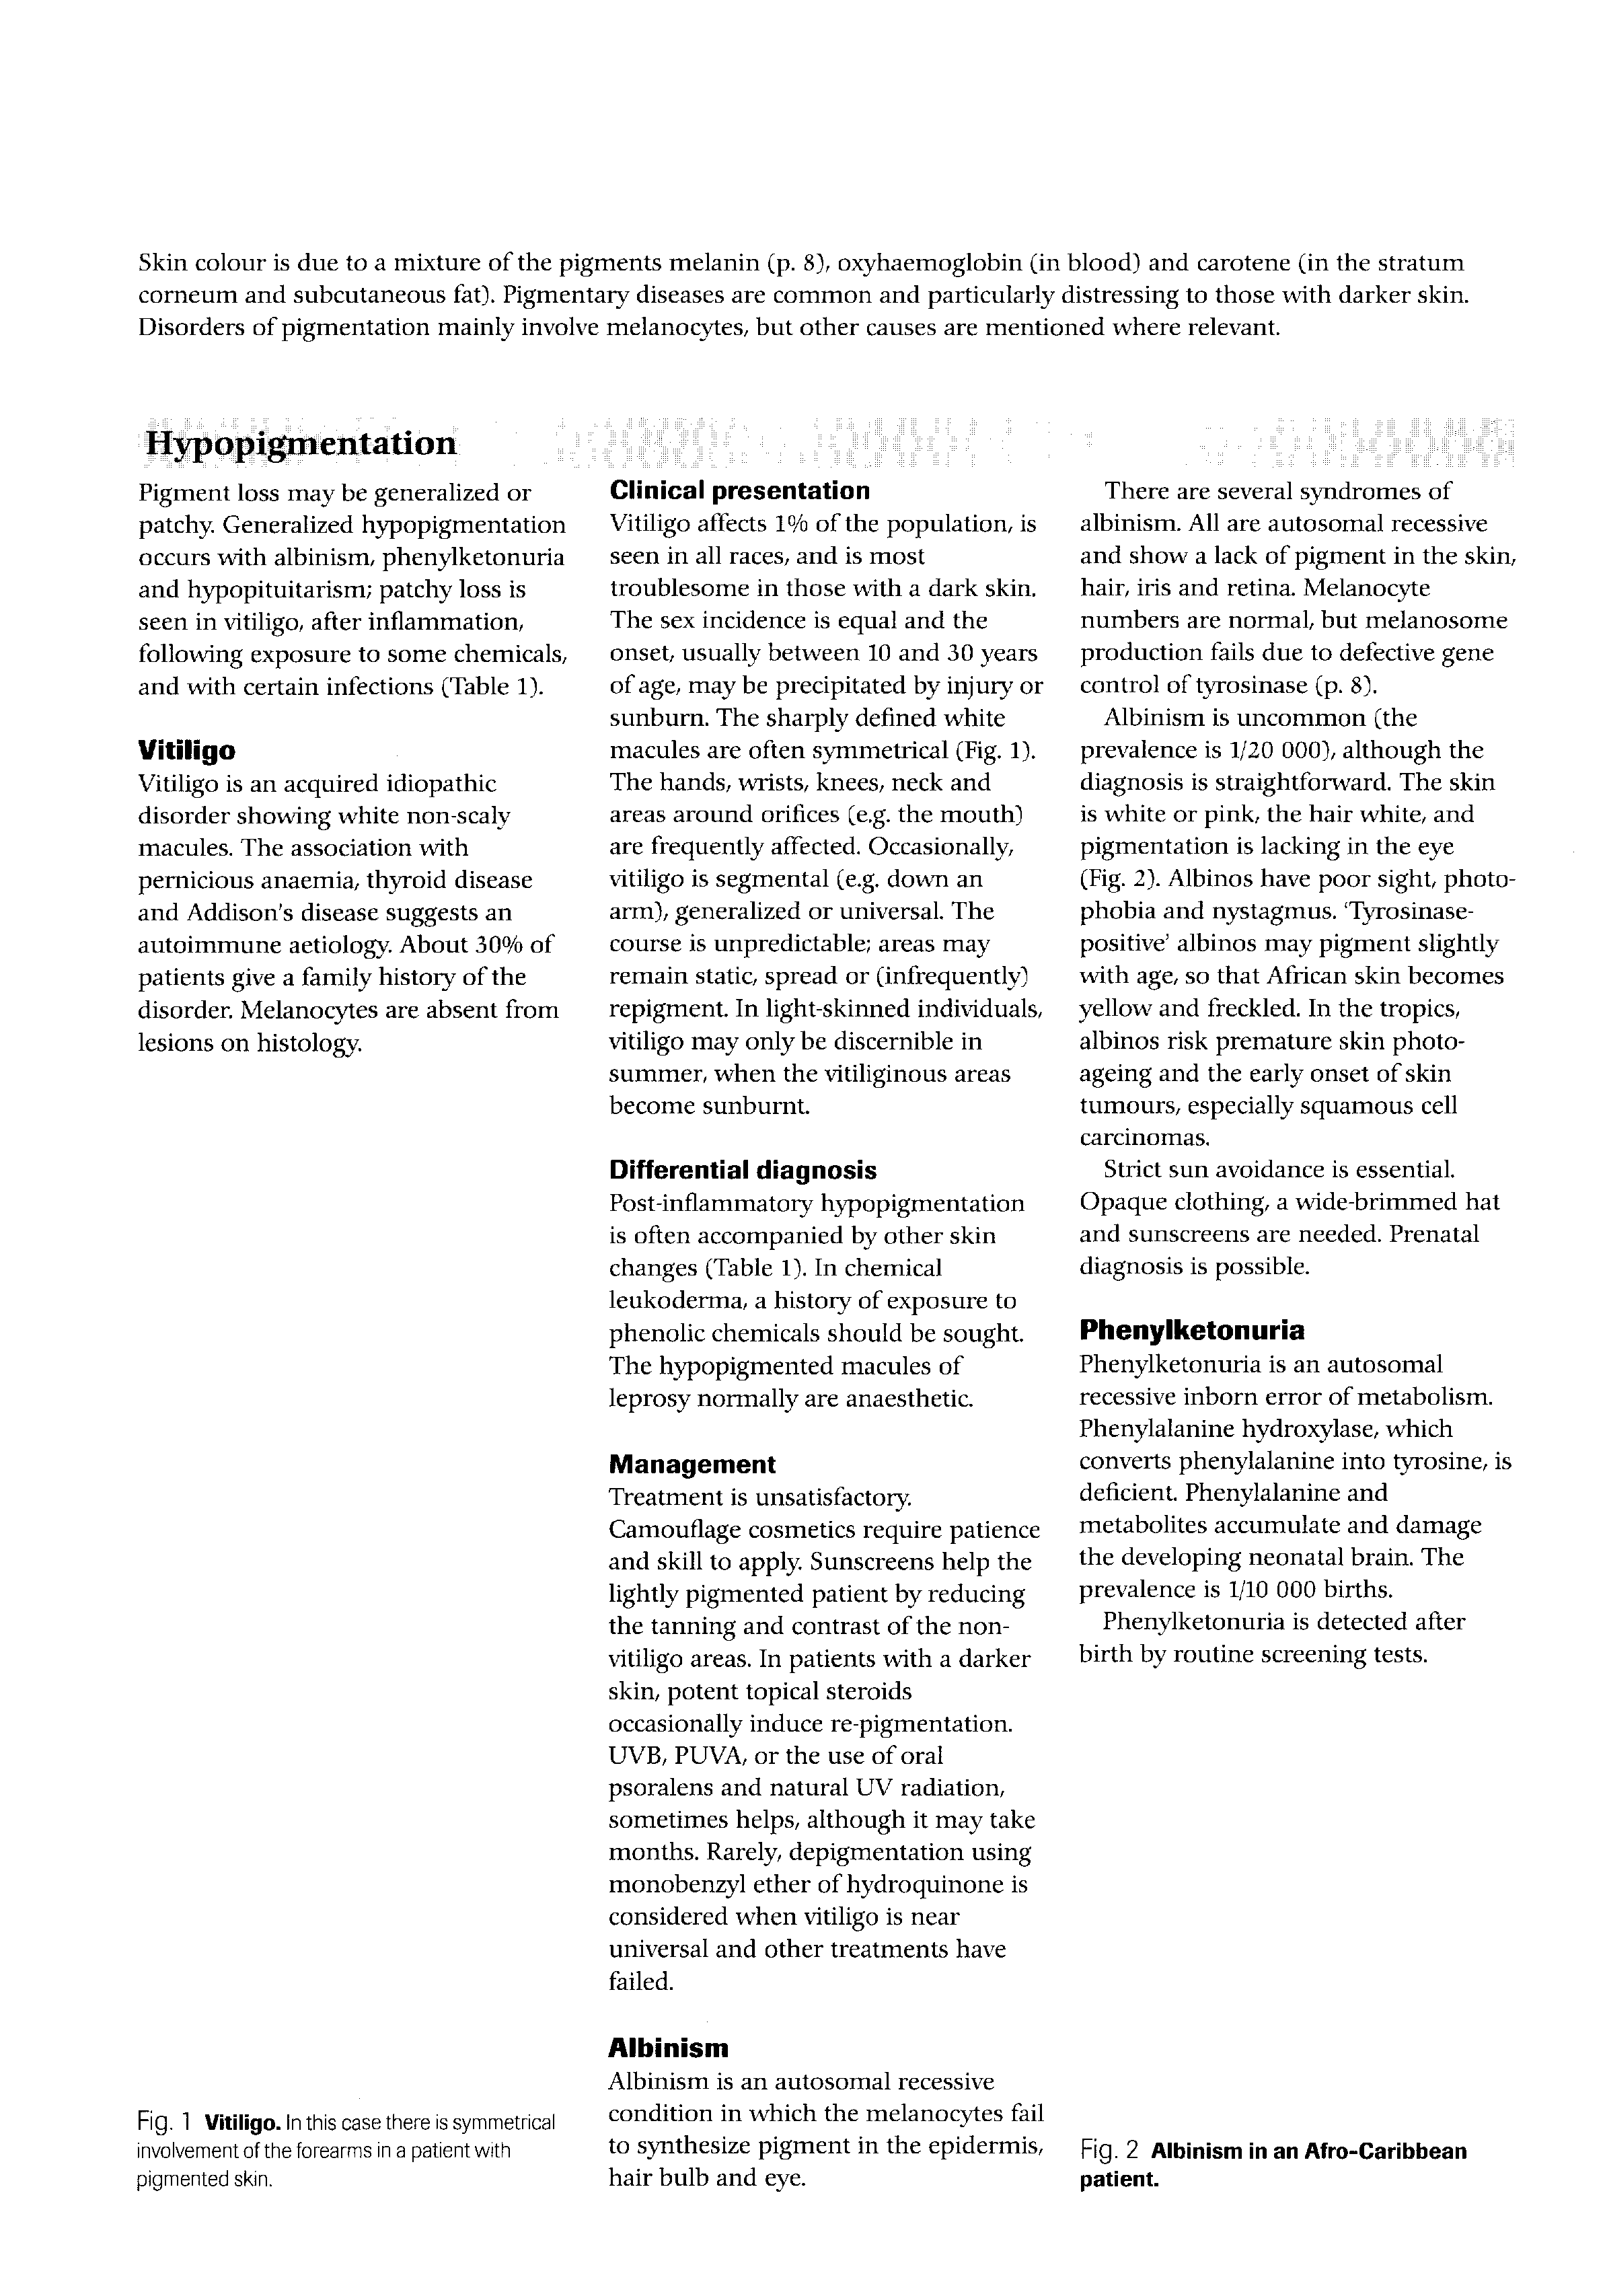 Skin colour is due to a mixture of the pigments melanin (p. 8), oxyhaemoglobin (in blood) and carotene (in the stratum
corneum and subcutaneous fat). Pigmentary diseases are common and particularly distressing to those with darker skin.
Disorders of pigmentation mainly involve melanocytes, but other causes are mentioned where relevant.
Hypopigmentation
Pigment loss may be generalized or
patchy. Generalized hypopigmentation
occurs with albinism, phenylketonuria
and hypopituitarism; patchy loss is
seen in vitiligo, after inflammation,
following exposure to some chemicals,
and with certain infections (Table 1).
Vitiligo
Vitiligo is an acquired idiopathic
disorder showing white non-scaly
macules. The association with
pernicious anaemia, thyroid disease
and Addison's disease suggests an
autoimmune aetiology. About 30% of
patients give a family history of the
disorder. Melanocytes are absent from
lesions on histology.
Fig. 1 Vitiligo. In this case there is symmetrical
involvement of the forearms in a patient with
pigmented skin.
Clinical presentation
Vitiligo affects 1% of the population, is
seen in all races, and is most
troublesome in those with a dark skin.
The sex incidence is equal and the
onset, usually between 10 and 30 years
of age, may be precipitated by injury or
sunburn. The sharply defined white
macules are often symmetrical (Fig. 1).
The hands, wrists, knees, neck and
areas around orifices (e.g. the mouth)
are frequently affected. Occasionally,
vitiligo is segmental (e.g. down an
arm), generalized or universal. The
course is unpredictable; areas may
remain static, spread or (infrequently)
repigment. In light-skinned individuals,
vitiligo may only be discernible in
summer, when the vitiliginous areas
become sunburnt.
Differential diagnosis
Post-inflammatory hypopigmentation
is often accompanied by other skin
changes (Table 1). In chemical
leukoderma, a history of exposure to
phenolic chemicals should be sought.
The hypopigmented macules of
leprosy normally are anaesthetic.
Management
Treatment is unsatisfactory.
Camouflage cosmetics require patience
and skill to apply. Sunscreens help the
lightly pigmented patient by reducing
the tanning and contrast of the non-
vitiligo areas. In patients with a darker
skin, potent topical steroids
occasionally induce re-pigmentation.
UVB, PUVA, or the use of oral
psoralens and natural UV radiation,
sometimes helps, although it may take
months. Rarely, depigmentation using
monobenzyl ether of hydroquinone is
considered when vitiligo is near
universal and other treatments have
failed.
Albinism
Albinism is an autosomal recessive
condition in which the melanocytes fail
to synthesize pigment in the epidermis,
hair bulb and eye.
There are several syndromes of
albinism. All are autosomal recessive
and show a lack of pigment in the skin,
hair, iris and retina. Melanocyte
numbers are normal, but melanosome
production fails due to defective gene
control of tyrosinase (p. 8).
Albinism is uncommon (the
prevalence is 1/20 000), although the
diagnosis is straightforward. The skin
is white or pink, the hair white, and
pigmentation is lacking in the eye
(Fig. 2). Albinos have poor sight, photo-
phobia and nystagmus. 'Tyrosinase-
positive' albinos may pigment slightly
with age, so that African skin becomes
yellow and freckled. In the tropics,
albinos risk premature skin photo-
ageing and the early onset of skin
tumours, especially squamous cell
carcinomas.
Strict sun avoidance is essential.
Opaque clothing, a wide-brimmed hat
and sunscreens are needed. Prenatal
diagnosis is possible.
Phenylketonuria
Phenylketonuria is an autosomal
recessive inborn error of metabolism.
Phenylalanine hydroxylase, which
converts phenylalanine into tyrosine, is
deficient. Phenylalanine and
metabolites accumulate and damage
the developing neonatal brain. The
prevalence is 1/10 000 births.
Phenylketonuria is detected after
birth by routine screening tests.
Fig. 2 Albinism in an Afro-Caribbean
patient.